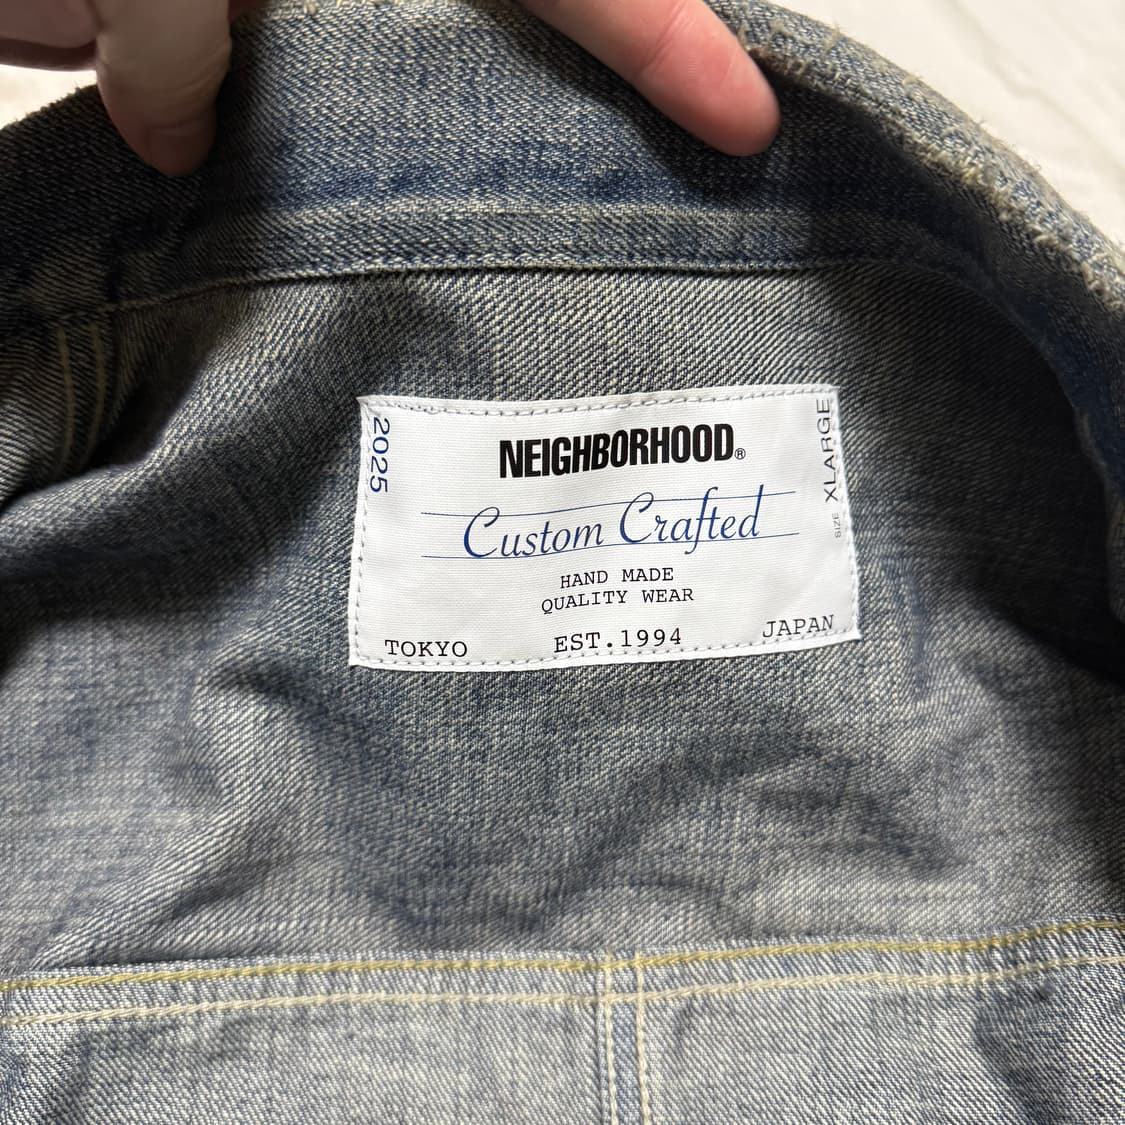 2025
NEIGHBORHOOD®
SIZE XLARGE
Custom Crafted
HAND MADE
QUALITY WEAR
TOKYO EST.1994 JAPAN